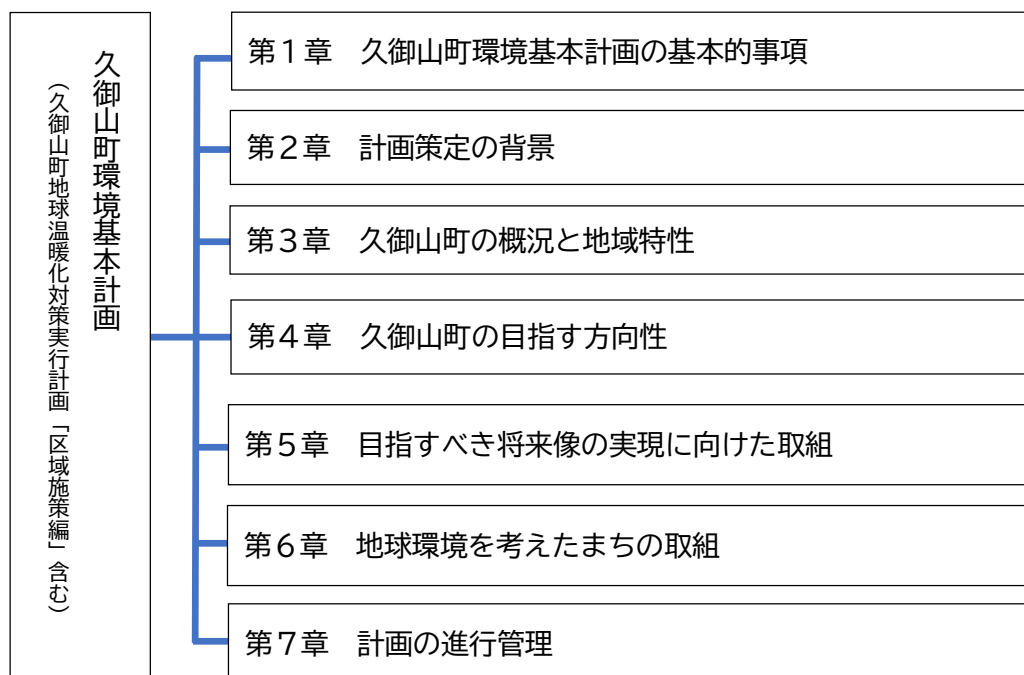 久御山町環境基本計画
（久御山町地球温暖化対策実行計画「区域施策編」含む）
第１章　久御山町環境基本計画の基本的事項
第２章　計画策定の背景
第３章　久御山町の概況と地域特性
第４章　久御山町の目指す方向性
第５章　目指すべき将来像の実現に向けた取組
第６章　地球環境を考えたまちの取組
第７章　計画の進行管理